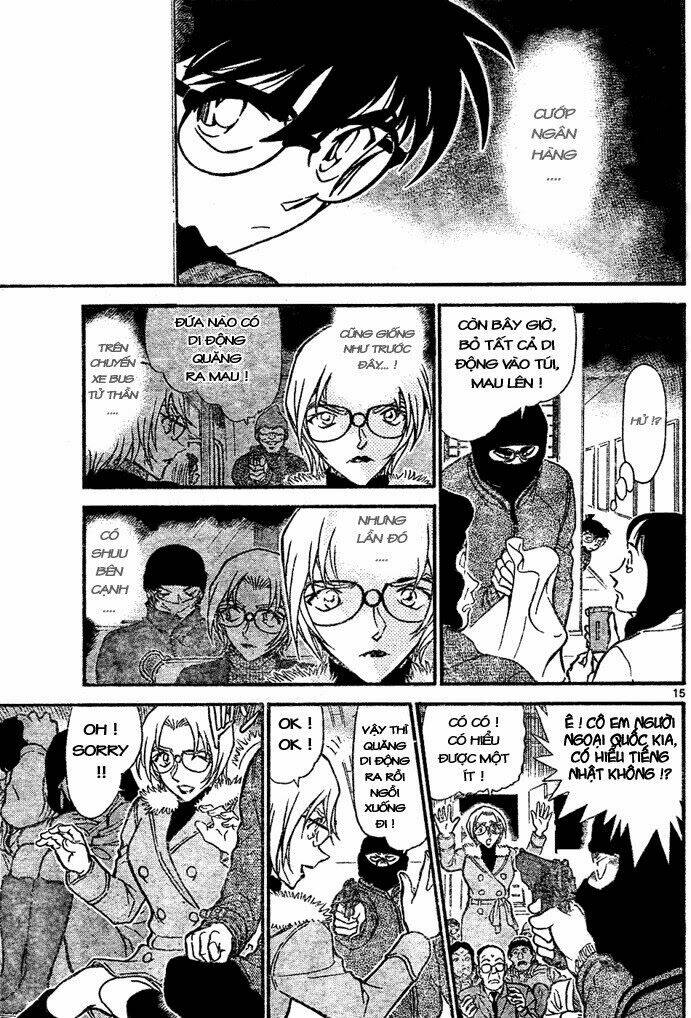 CƯỚP
NGÂN
HÀNG
....
CÒN BÂY GIỜ,
BỎ TẤT CẢ DI
ĐỘNG VÀO TÚI,
MAU LÊN !
HỬ !?
CŨNG GIỐNG
NHƯ TRƯỚC
ĐÂY... !
ĐỨA NÀO CÓ
DI ĐỘNG
QUĂNG
RA MAU !
TRÊN
CHUYẾN
XE BUS
TỬ THẦN
....
NHƯNG
LẦN ĐÓ
....
CÓ
SHUU
BÊN
CẠNH
....
15
Ê ! CÔ EM NGƯỜI
NGOẠI QUỐC KIA,
CÓ HIỂU TIẾNG
NHẬT KHÔNG !?
CÓ CÓ !
CÓ HIỂU
ĐƯỢC MỘT
ÍT !
VẬY THÌ
QUĂNG
DI ĐỘNG
RA RỒI
NGỒI
XUỐNG
ĐI !
OK !
OK !
OH !
SORRY
!!